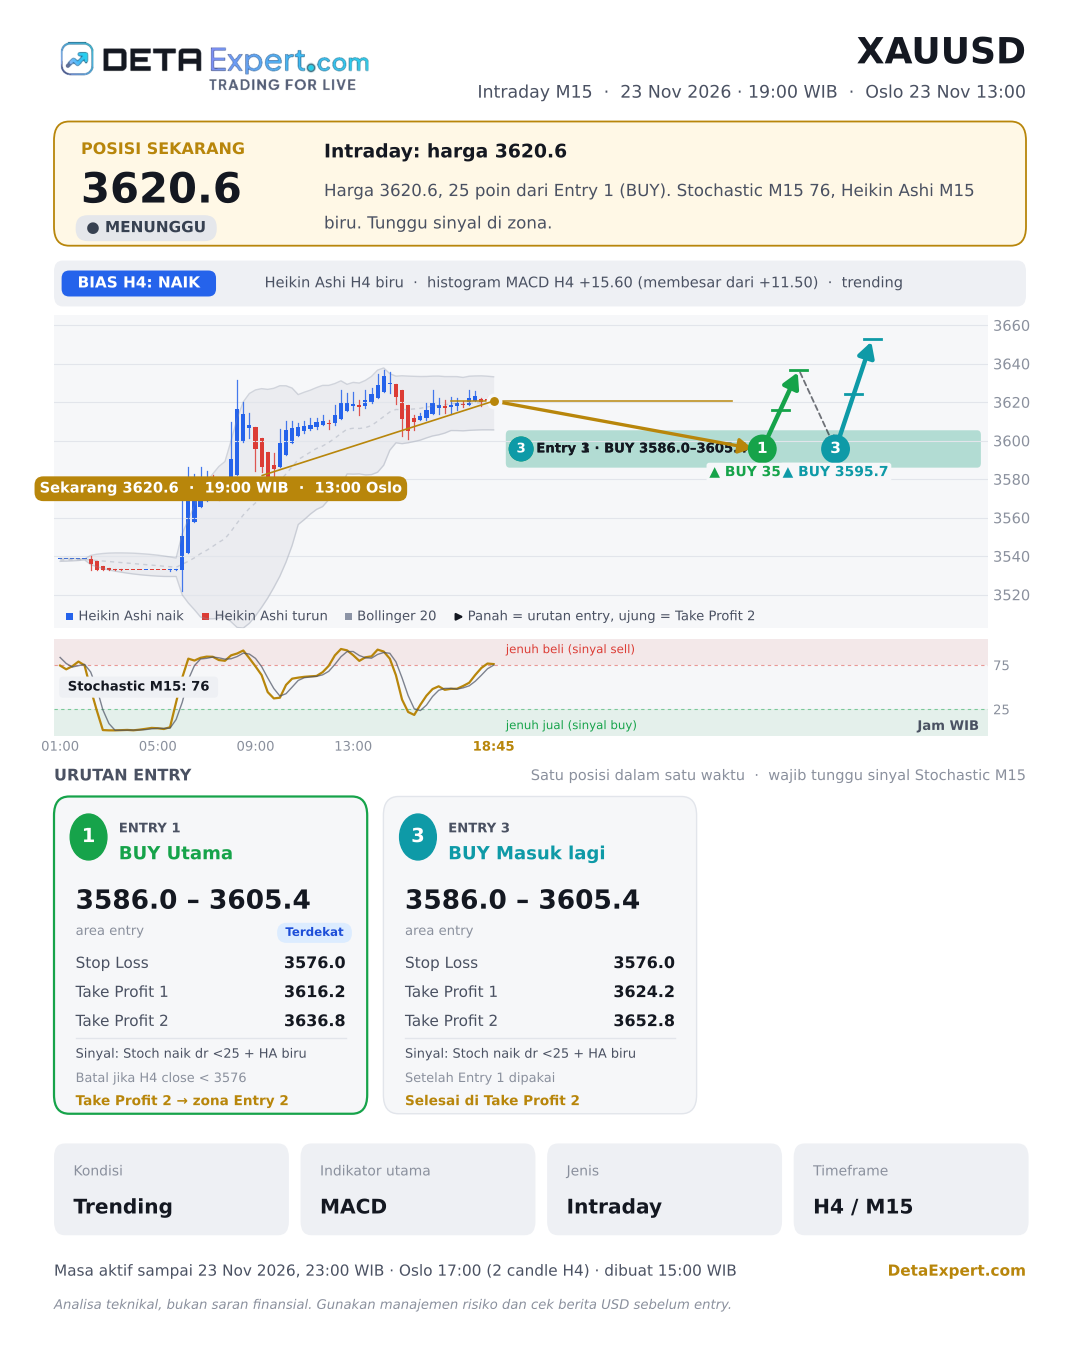 DETA Expert.com
TRADING FOR LIVE
XAUUSD
Intraday M15 · 23 Nov 2026 · 19:00 WIB · Oslo 23 Nov 13:00
POSISI SEKARANG
3620.6
● MENUNGGU
Intraday: harga 3620.6
Harga 3620.6, 25 poin dari Entry 1 (BUY). Stochastic M15 76, Heikin Ashi M15
biru. Tunggu sinyal di zona.
BIAS H4: NAIK
Heikin Ashi H4 biru · histogram MACD H4 +15.60 (membesar dari +11.50) · trending
3660
3640
3620
3600
3580
3560
3540
3520
3 Entry · BUY 3586.0–3605.
1
3
▲ BUY 35
▲ BUY 3595.7
Sekarang 3620.6 · 19:00 WIB · 13:00 Oslo
Heikin Ashi naik
Heikin Ashi turun
Bollinger 20
Panah = urutan entry, ujung = Take Profit 2
jenuh beli (sinyal sell)
75
Stochastic M15: 76
25
jenuh jual (sinyal buy)
Jam WIB
01:00 05:00 09:00 13:00 18:45
URUTAN ENTRY
Satu posisi dalam satu waktu · wajib tunggu sinyal Stochastic M15
1
ENTRY 1
BUY Utama
3586.0 – 3605.4
area entry
Terdekat
Stop Loss 3576.0
Take Profit 1 3616.2
Take Profit 2 3636.8
Sinyal: Stoch naik dr <25 + HA biru
Batal jika H4 close < 3576
Take Profit 2 → zona Entry 2
3
ENTRY 3
BUY Masuk lagi
3586.0 – 3605.4
area entry
Stop Loss 3576.0
Take Profit 1 3624.2
Take Profit 2 3652.8
Sinyal: Stoch naik dr <25 + HA biru
Setelah Entry 1 dipakai
Selesai di Take Profit 2
Kondisi
Trending
Indikator utama
MACD
Jenis
Intraday
Timeframe
H4 / M15
Masa aktif sampai 23 Nov 2026, 23:00 WIB · Oslo 17:00 (2 candle H4) · dibuat 15:00 WIB
DetaExpert.com
Analisa teknikal, bukan saran finansial. Gunakan manajemen risiko dan cek berita USD sebelum entry.